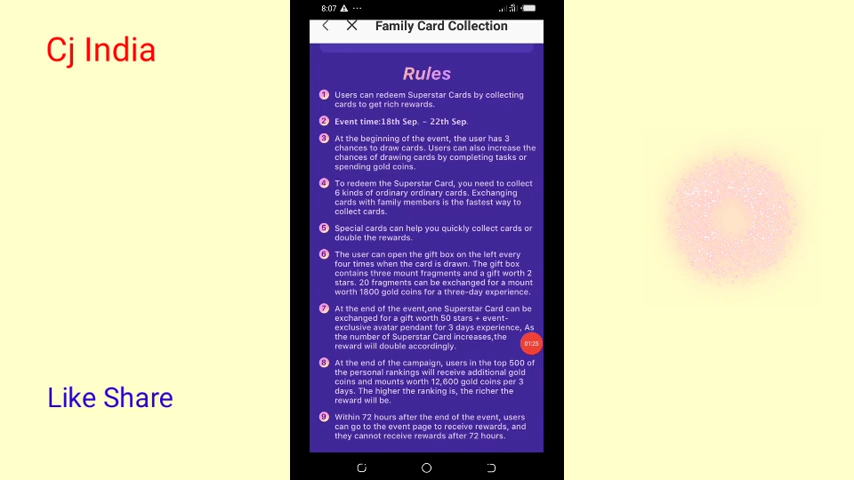 Cj India
Like Share
8:07
Family Card Collection
Rules
1 Users can redeem Superstar Cards by collecting
cards to get rich rewards.
2 Event time:18th Sep. - 22th Sep.
3 At the beginning of the event, the user has 3
chances to draw cards. Users can also increase the
chances of drawing cards by completing tasks or
spending gold coins.
4 To redeem the Superstar Card, you need to collect
6 kinds of ordinary ordinary cards. Exchanging
cards with family members is the fastest way to
collect cards.
5 Special cards can help you quickly collect cards or
double the rewards.
6 The user can open the gift box on the left every
four times when the card is drawn. The gift box
contains three mount fragments and a gift worth 2
stars. 20 fragments can be exchanged for a mount
worth 1800 gold coins for a three-day experience.
7 At the end of the event,one Superstar Card can be
exchanged for a gift worth 50 stars + event-
exclusive avatar pendant for 3 days experience, As
the number of Superstar Card increases,the
reward will double accordingly.
01:25
8 At the end of the campaign, users in the top 500 of
the personal rankings will receive additional gold
coins and mounts worth 12,600 gold coins per 3
days. The higher the ranking is, the richer the
reward will be.
9 Within 72 hours after the end of the event, users
can go to the event page to receive rewards, and
they cannot receive rewards after 72 hours.